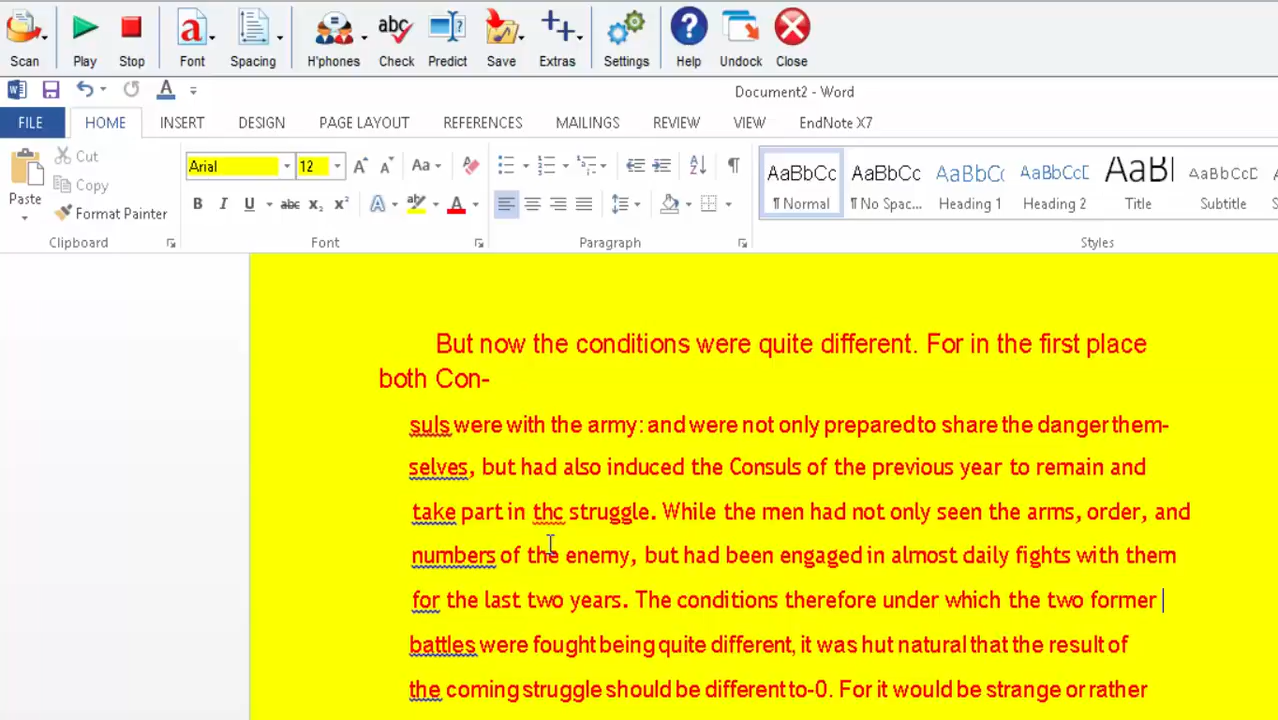 Scan Play Stop Font Spacing H'phones Check Predict Save Extras Settings Help Undock Close
Document2 - Word
FILE HOME INSERT DESIGN PAGE LAYOUT REFERENCES MAILINGS REVIEW VIEW EndNote X7
Paste Cut Copy Format Painter
Arial 12
AaBbCc ¶ Normal AaBbCc ¶ No Spac... AaBbCc Heading 1 AaBbCcC Heading 2 AaBb Title AaBbCcC Subtitle
Clipboard Font Paragraph Styles
But now the conditions were quite different. For in the first place
both Con-
suls were with the army: and were not only prepared to share the danger them-
selves, but had also induced the Consuls of the previous year to remain and
take part in thc struggle. While the men had not only seen the arms, order, and
numbers of the enemy, but had been engaged in almost daily fights with them
for the last two years. The conditions therefore under which the two former
battles were fought being quite different, it was hut natural that the result of
the coming struggle should be different to-0. For it would be strange or rather